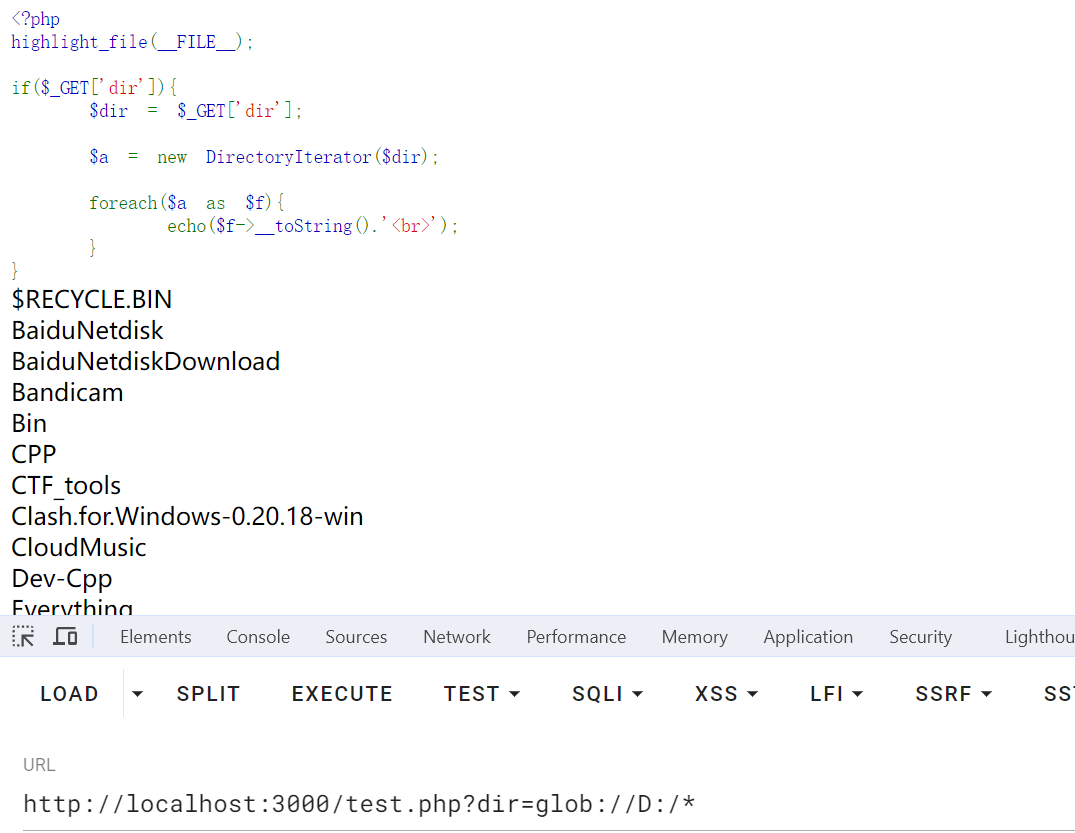 <?php
highlight_file(__FILE__);
if($_GET['dir']){
$dir = $_GET['dir'];
$a = new DirectoryIterator($dir);
foreach($a as $f){
echo($f->__toString().'<br>');
}
}
$RECYCLE.BIN
BaiduNetdisk
BaiduNetdiskDownload
Bandicam
Bin
CPP
CTF_tools
Clash.for.Windows-0.20.18-win
CloudMusic
Dev-Cpp
Everything
Elements Console Sources Network Performance Memory Application Security Lighthou
LOAD SPLIT EXECUTE TEST SQLI XSS LFI SSRF SST
URL
http://localhost:3000/test.php?dir=glob://D:/*